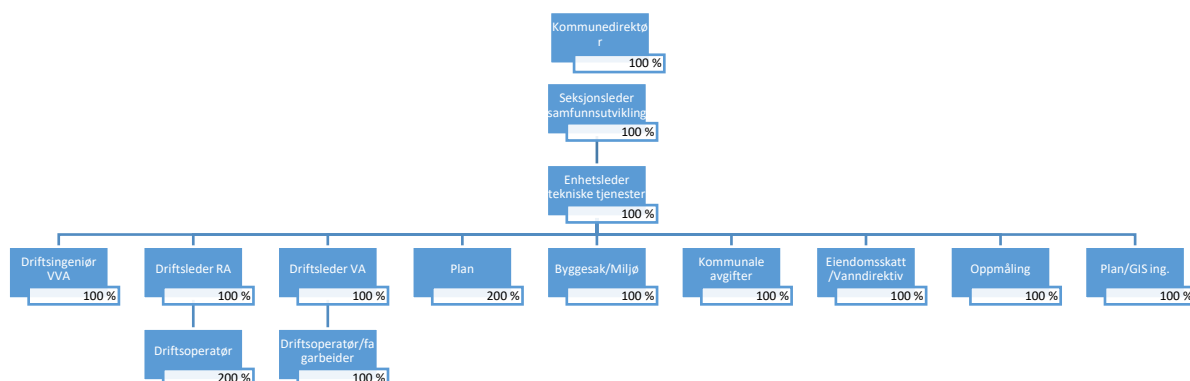 Kommunedirektø
r
100 %
Seksjonsleder
samfunnsutvikling
100 %
Enhetsleder
tekniske tjenester
100 %
Driftsingeniør
VVA
100 %
Driftsleder RA
100 %
Driftsleder VA
100 %
Plan
200 %
Byggesak/Miljø
100 %
Kommunale
avgifter
100 %
Eiendomsskatt
/Vanndirektiv
100 %
Oppmåling
100 %
Plan/GIS ing.
100 %
Driftsoperatør
200 %
Driftsoperatør/fa
garbeider
100 %